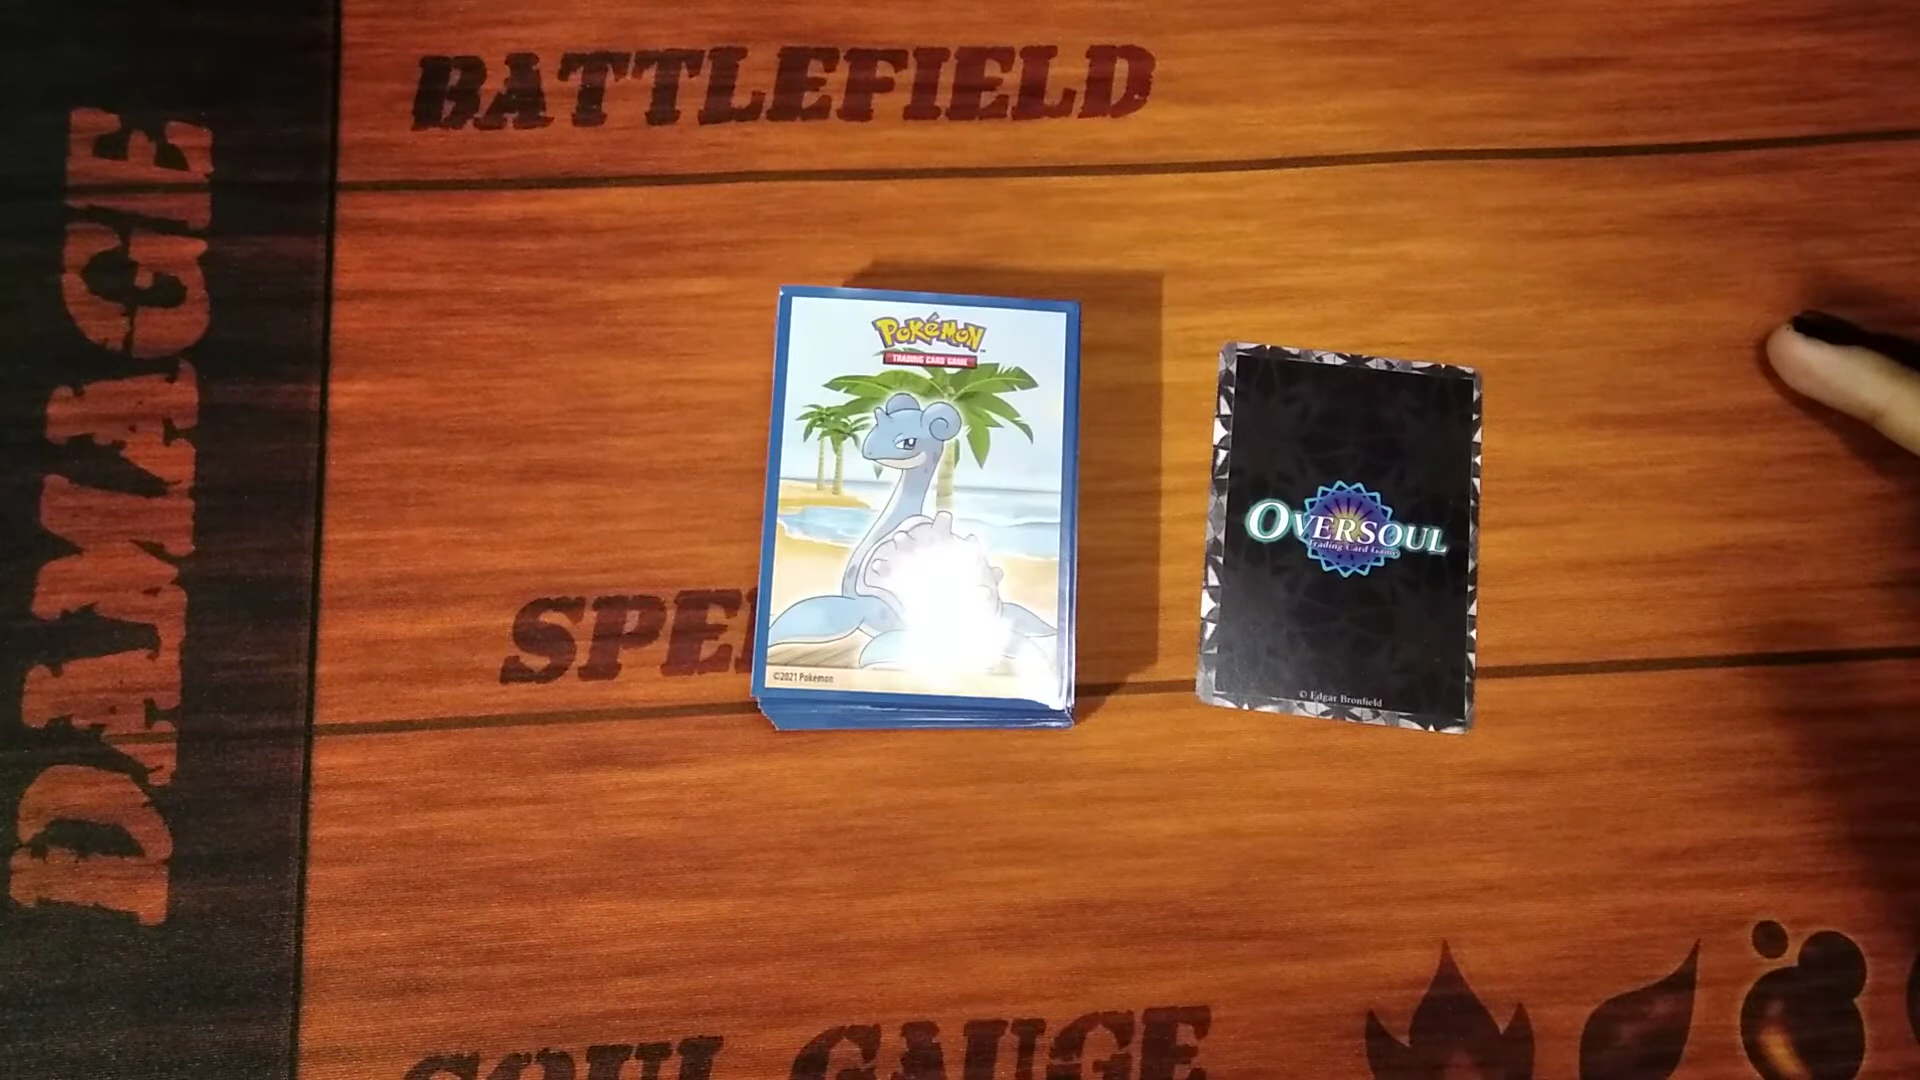 BATTLEFIELD
DAMAGE
POKéMON
TRADING CARD GAME
OVERSOUL
Trading Card Game
SPE
©2021 Pokémon
© Edgar Bronfield
SOUL GAUGE